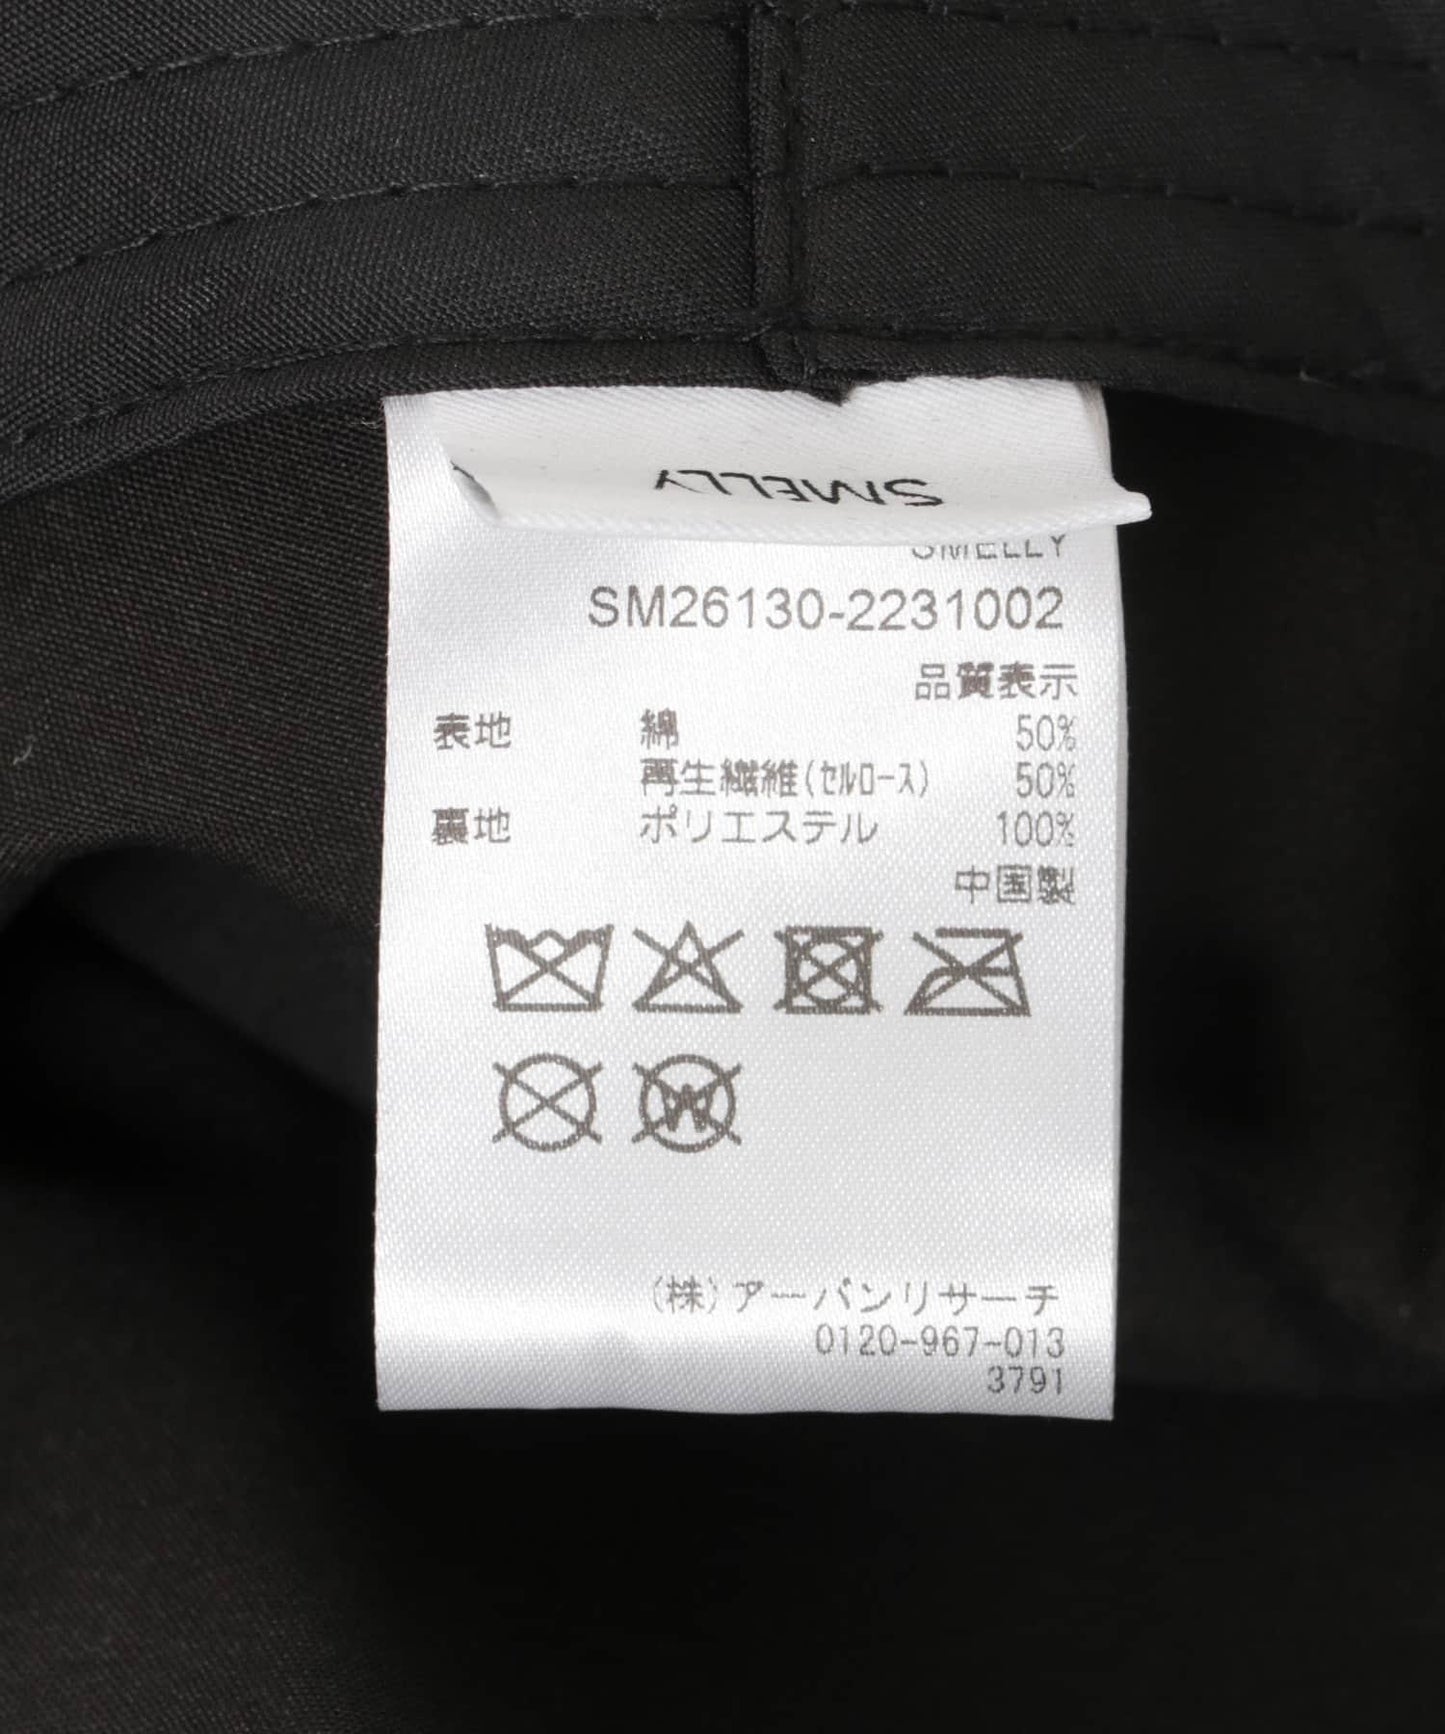 SMELLY
SMELLY
SM26130-2231002
品質表示
表地 綿 50%
再生繊維(セルロース) 50%
裏地 ポリエステル 100%
中国製
W
(株)アーバンリサーチ
0120-967-013
3791